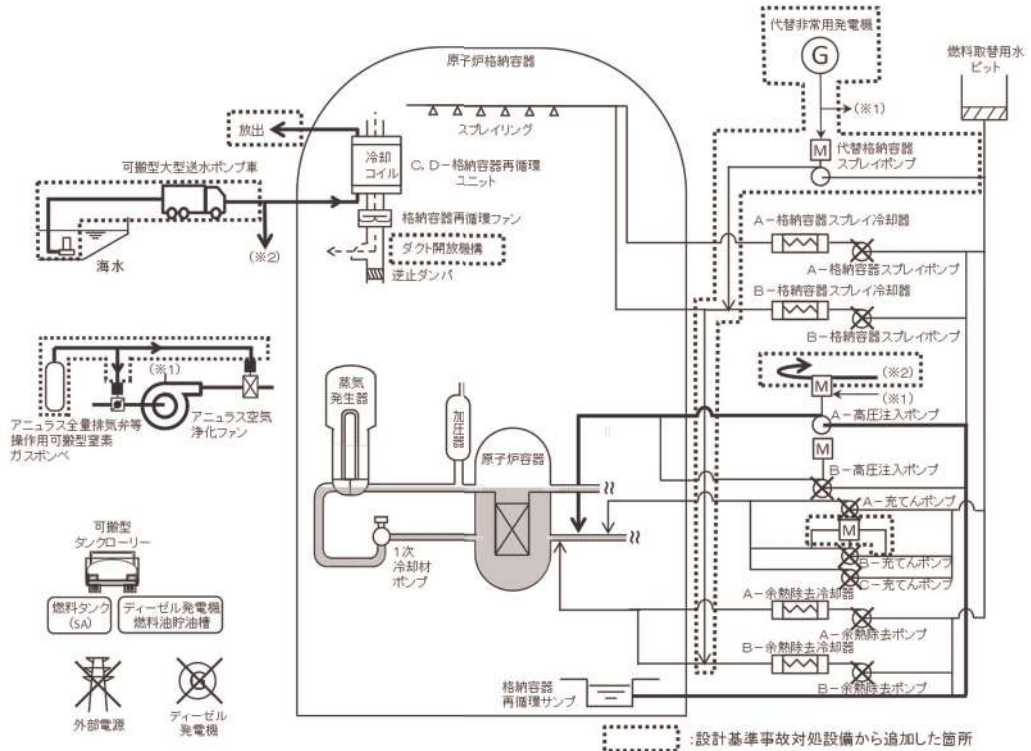 代替非常用発電機
G
燃料取替用水
ピット
(※1)
M
代替格納容器
スプレイポンプ
原子炉格納容器
スプレイリング
放出
冷却
コイル
C, D-格納容器再循環
ユニット
可搬型大型送水ポンプ車
格納容器再循環ファン
ダクト開放機構
逆止ダンパ
(※2)
海水
A-格納容器スプレイ冷却器
A-格納容器スプレイポンプ
B-格納容器スプレイ冷却器
B-格納容器スプレイポンプ
(※2)
M
(※1)
A-高圧注入ポンプ
M
B-高圧注入ポンプ
A-充てんポンプ
M
B-充てんポンプ
C-充てんポンプ
A-余熱除去冷却器
A-余熱除去ポンプ
B-余熱除去冷却器
B-余熱除去ポンプ
(※1)
アニュラス空気
浄化ファン
アニュラス全量排気弁等
操作用可搬型窒素
ガスボンベ
蒸気
発生器
加圧器
原子炉容器
1次
冷却材
ポンプ
可搬型
タンクローリー
燃料タンク
(SA)
ディーゼル発電機
燃料油貯油槽
外部電源
G
ディーゼル
発電機
格納容器
再循環サンプ
:設計基準事故対処設備から追加した箇所